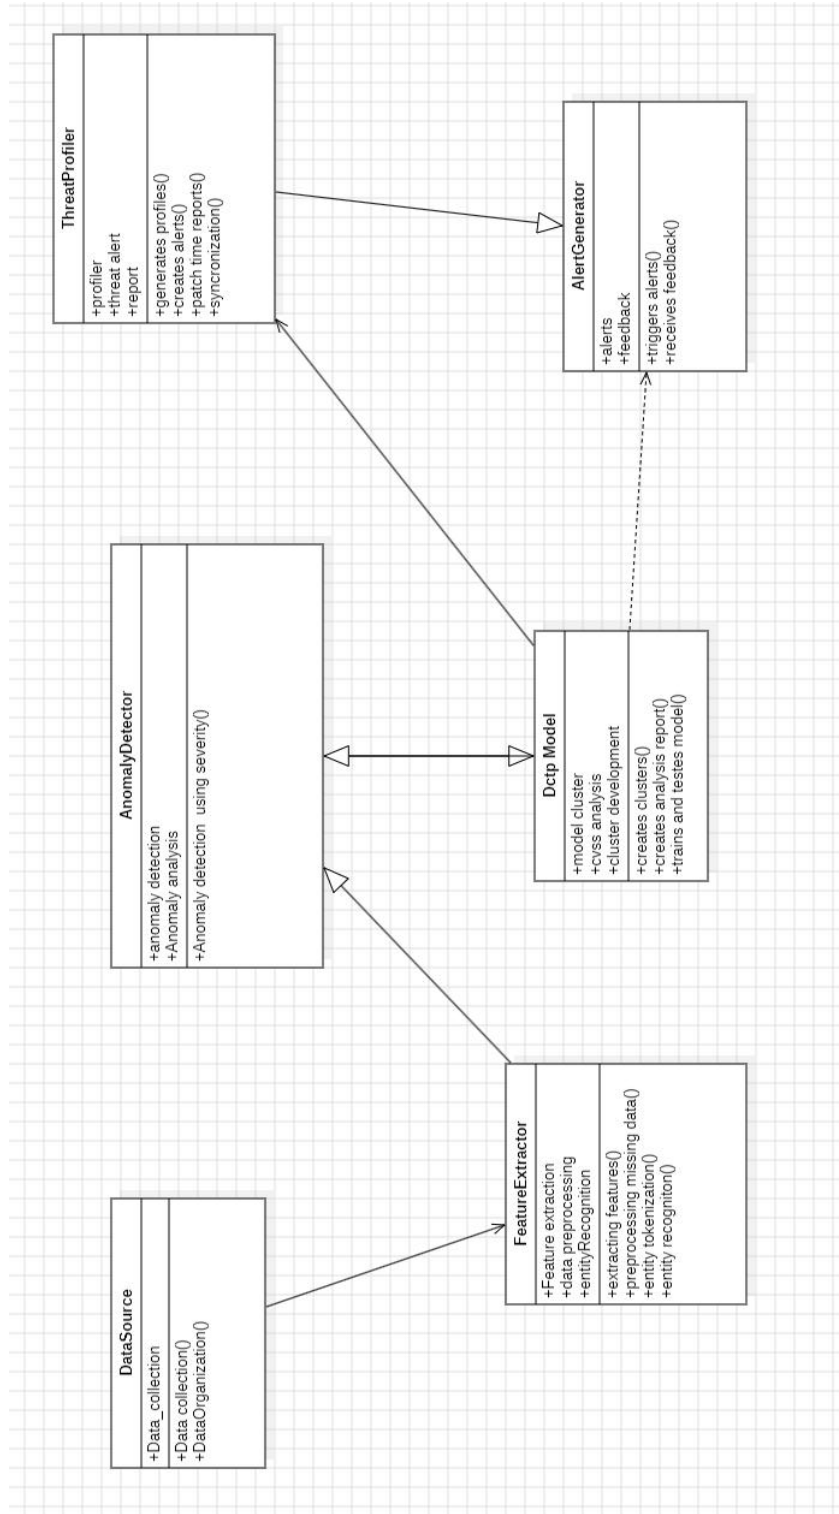 DataSource
+Data_collection
+Data collection()
+DataOrganization()
FeatureExtractor
+Feature extraction
+data preprocessing
+entityRecognition
+extracting features()
+preprocessing missing data()
+entity tokenization()
+entity recogniton()
AnomalyDetector
+anomaly detection
+Anomaly analysis
+Anomaly detection using severity()
Dctp Model
+model cluster
+cvss analysis
+cluster development
+creates clusters()
+creates analysis report()
+trains and testes model()
ThreatProfiler
+profiler
+threat alert
+report
+generates profiles()
+creates alerts()
+patch time reports()
+syncronization()
AlertGenerator
+alerts
+feedback
+triggers alerts()
+receives feedback()